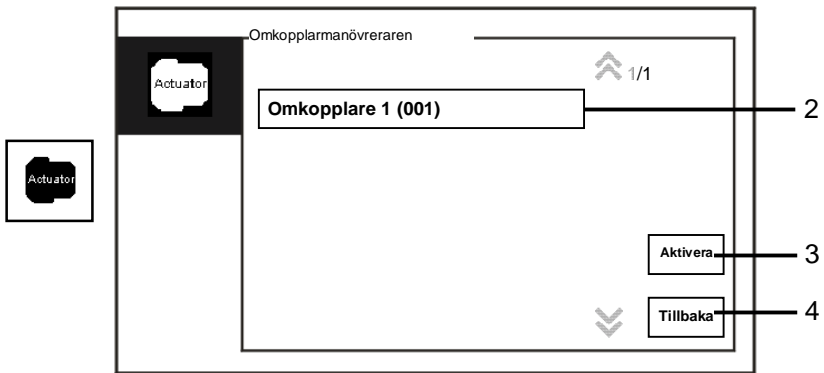 Omkopplarmanövreraren
Actuator
1/1
Omkopplare 1 (001)
2
Actuator
Aktivera
3
Tillbaka
4